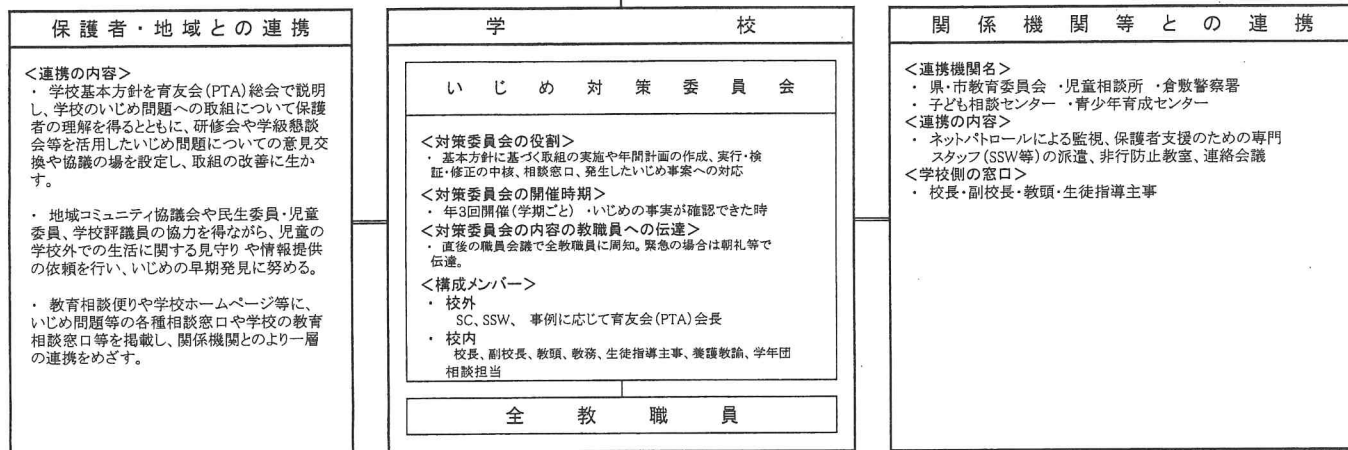 保護者・地域との連携
＜連携の内容＞
・ 学校基本方針を育友会(PTA)総会で説明
し、学校のいじめ問題への取組について保護
者の理解を得るとともに、研修会や学級懇談
会等を活用したいじめ問題についての意見交
換や協議の場を設定し、取組の改善に生か
す。
・ 地域コミュニティ協議会や民生委員・児童
委員、学校評議員の協力を得ながら、児童の
学校外での生活に関する見守りや情報提供
の依頼を行い、いじめの早期発見に努める。
・ 教育相談便りや学校ホームページ等に、
いじめ問題等の各種相談窓口や学校の教育
相談窓口等を掲載し、関係機関とのより一層
の連携をめざす。
学校
いじめ対策委員会
＜対策委員会の役割＞
・ 基本方針に基づく取組の実施や年間計画の作成、実行・検
証・修正の中核、相談窓口、発生したいじめ事案への対応
＜対策委員会の開催時期＞
・ 年3回開催(学期ごと) ・いじめの事実が確認できた時
＜対策委員会の内容の教職員への伝達＞
・ 直後の職員会議で全教職員に周知。緊急の場合は朝礼等で
伝達。
＜構成メンバー＞
・ 校外
SC、SSW、 事例に応じて育友会(PTA)会長
・ 校内
校長、副校長、教頭、教務、生徒指導主事、養護教諭、学年団
相談担当
全教職員
関係機関等との連携
＜連携機関名＞
・ 県・市教育委員会 ・児童相談所 ・倉敷警察署
・ 子ども相談センター ・青少年育成センター
＜連携の内容＞
・ ネットパトロールによる監視、保護者支援のための専門
スタッフ(SSW等)の派遣、非行防止教室、連絡会議
＜学校側の窓口＞
・ 校長・副校長・教頭・生徒指導主事